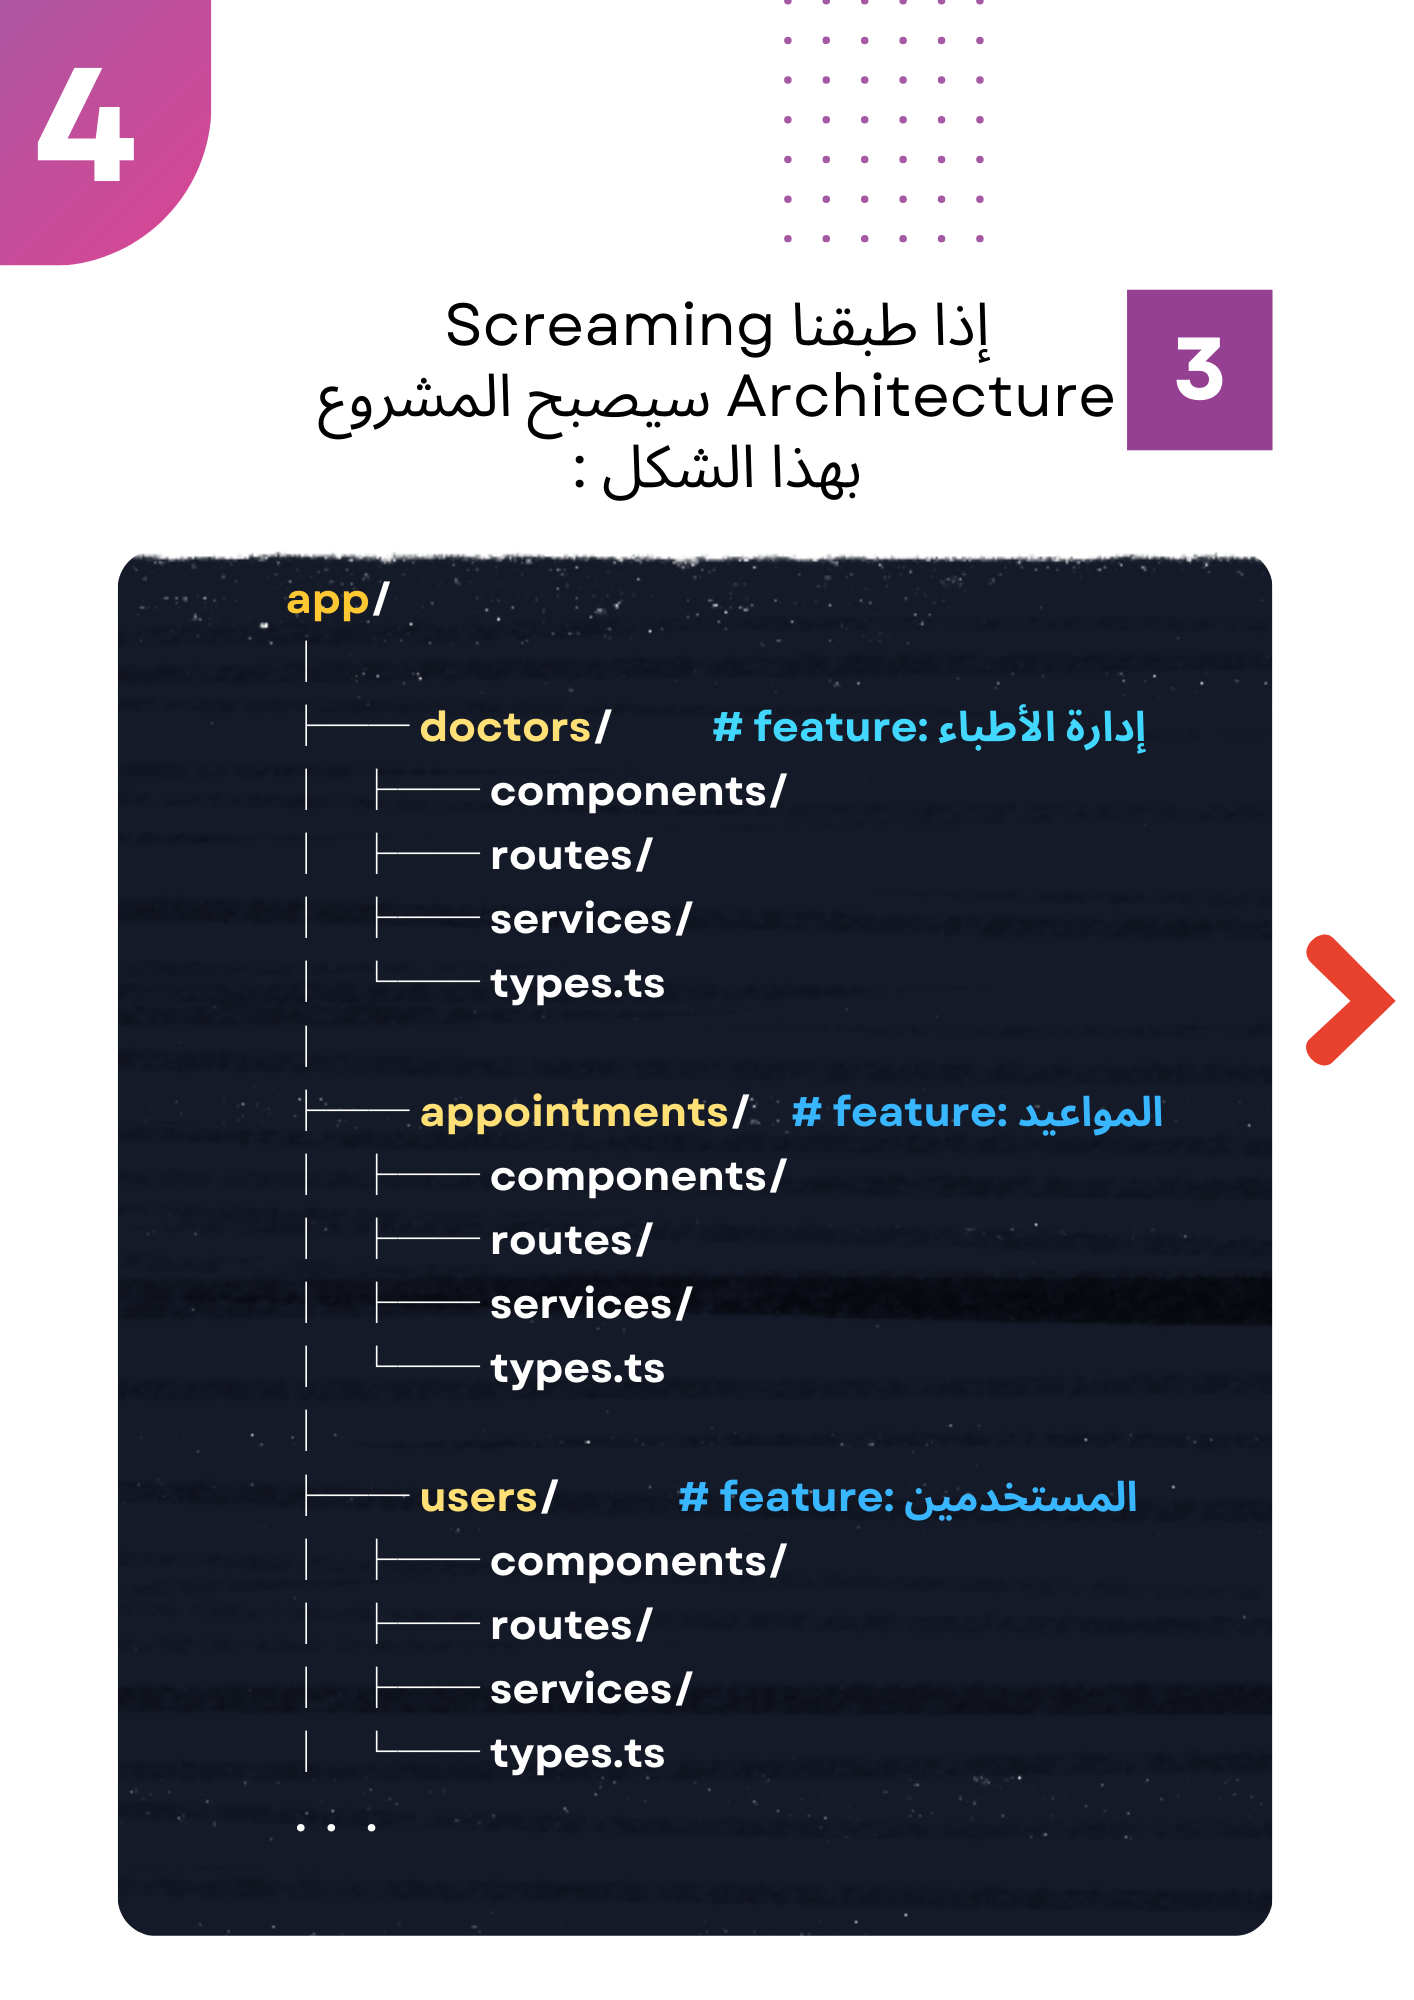 4
3
إذا طبقنا Screaming
Architecture سيصبح المشروع
بهذا الشكل :
app/
│
├── doctors/ # feature: إدارة الأطباء
│ ├── components/
│ ├── routes/
│ ├── services/
│ └── types.ts
│
├── appointments/ # feature: المواعيد
│ ├── components/
│ ├── routes/
│ ├── services/
│ └── types.ts
│
├── users/ # feature: المستخدمين
│ ├── components/
│ ├── routes/
│ ├── services/
│ └── types.ts
...